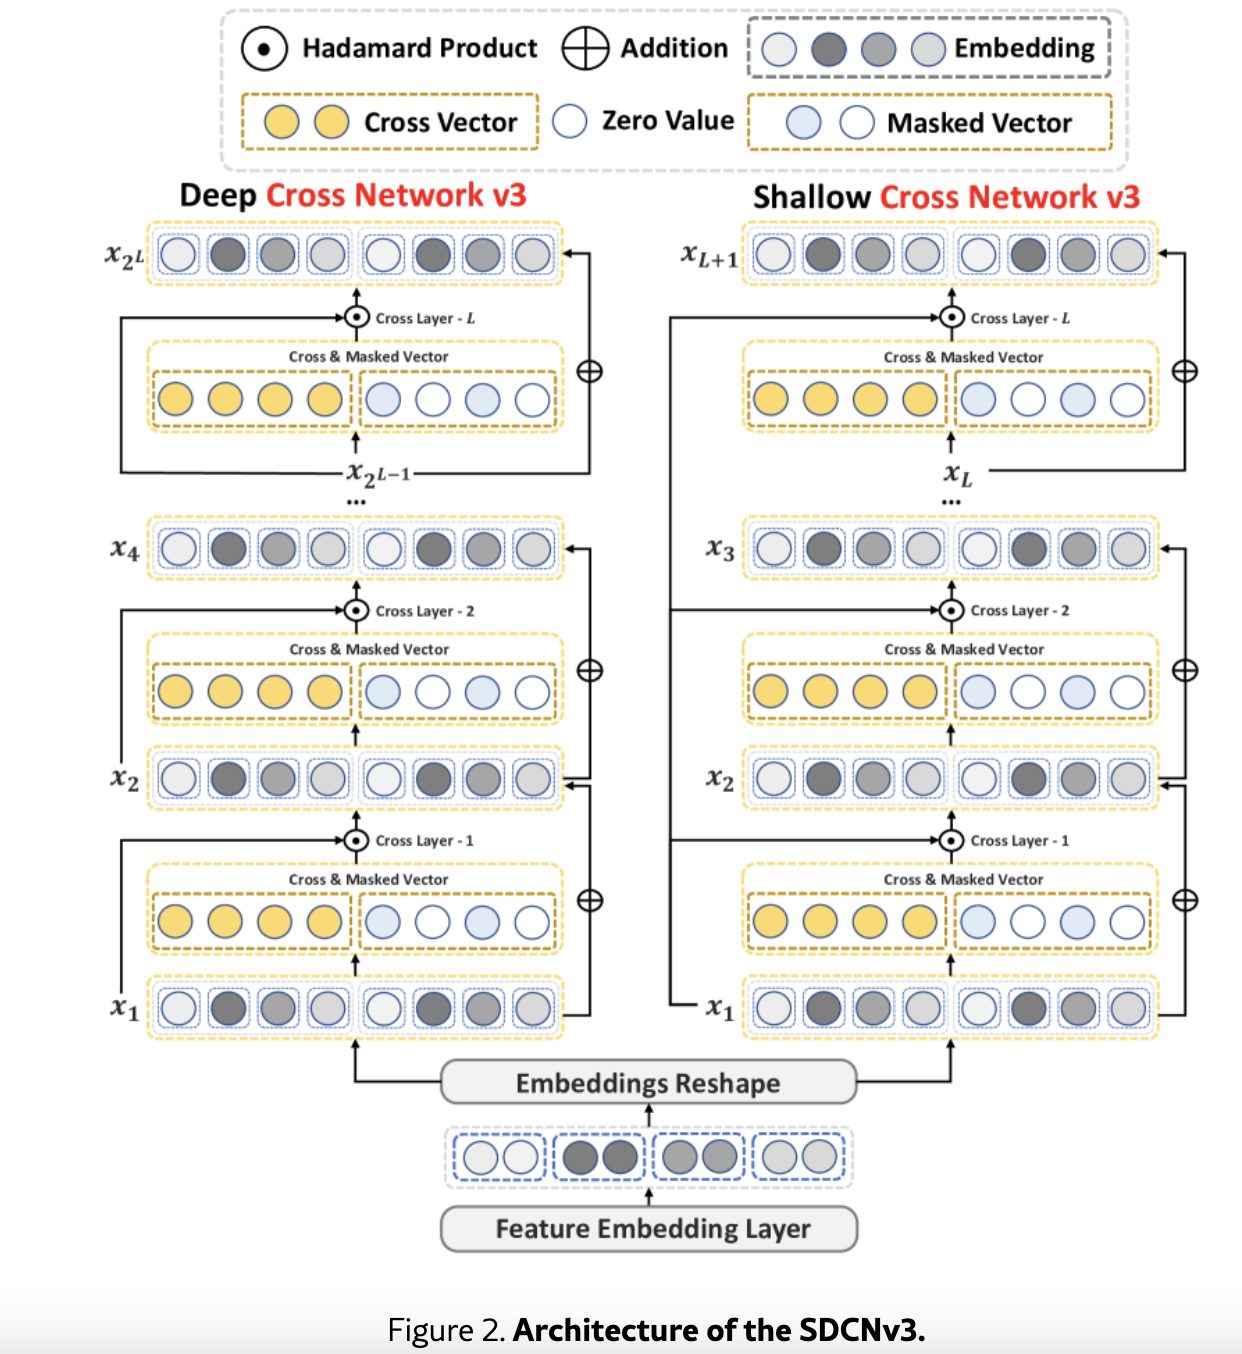 Hadamard Product
Addition
Embedding
Cross Vector
Zero Value
Masked Vector
Deep Cross Network v3
x_{2^L}
Cross Layer - L
Cross & Masked Vector
x_{2^{L-1}}
...
x_4
Cross Layer - 2
Cross & Masked Vector
x_2
Cross Layer - 1
Cross & Masked Vector
x_1
Shallow Cross Network v3
x_{L+1}
Cross Layer - L
Cross & Masked Vector
x_L
...
x_3
Cross Layer - 2
Cross & Masked Vector
x_2
Cross Layer - 1
Cross & Masked Vector
x_1
Embeddings Reshape
Feature Embedding Layer
Figure 2. Architecture of the SDCNv3.